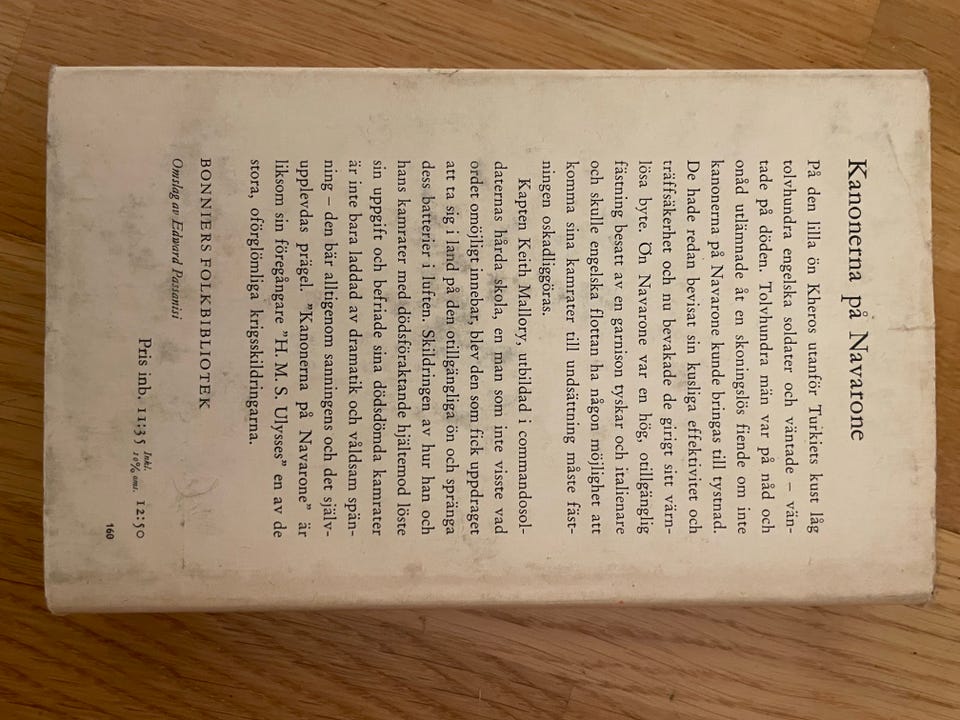 Kanonerna på Navarone
På den lilla ön Kheros utanför Turkiets kust låg
tolvhundra engelska soldater och väntade – vän-
tade på döden. Tolvhundra män var på nåd och
onåd utlämnade åt en skoningslös fiende om inte
kanonerna på Navarone kunde bringas till tystnad.
De hade redan bevisat sin kusliga effektivitet och
träffsäkerhet och nu bevakade de girigt sitt värn-
lösa byte. Ön Navarone var en hög, otillgänglig
fästning besatt av en garnison tyskar och italienare
och skulle engelska flottan ha någon möjlighet att
komma sina kamrater till undsättning måste fäst-
ningen oskadliggöras.
Kapten Keith Mallory, utbildad i commandosol-
daternas hårda skola, en man som inte visste vad
ordet omöjligt innebar, blev den som fick uppdraget
att ta sig i land på den otillgängliga ön och spränga
dess batterier i luften. Skildringen av hur han och
hans kamrater med dödsföraktande hjältemod löste
sin uppgift och befriade sina dödsdömda kamrater
är inte bara laddad av dramatik och våldsam spän-
ning – den bär alltigenom sanningens och det själv-
upplevdas prägel. ”Kanonerna på Navarone” är
liksom sin föregångare ”H. M. S. Ulysses” en av de
stora, oförglömliga krigsskildringarna.
BONNIERS FOLKBIBLIOTEK
Omslag av Edward Passanisi
Pris inb. 11:35 Inkl. 10% oms. 12:50
160